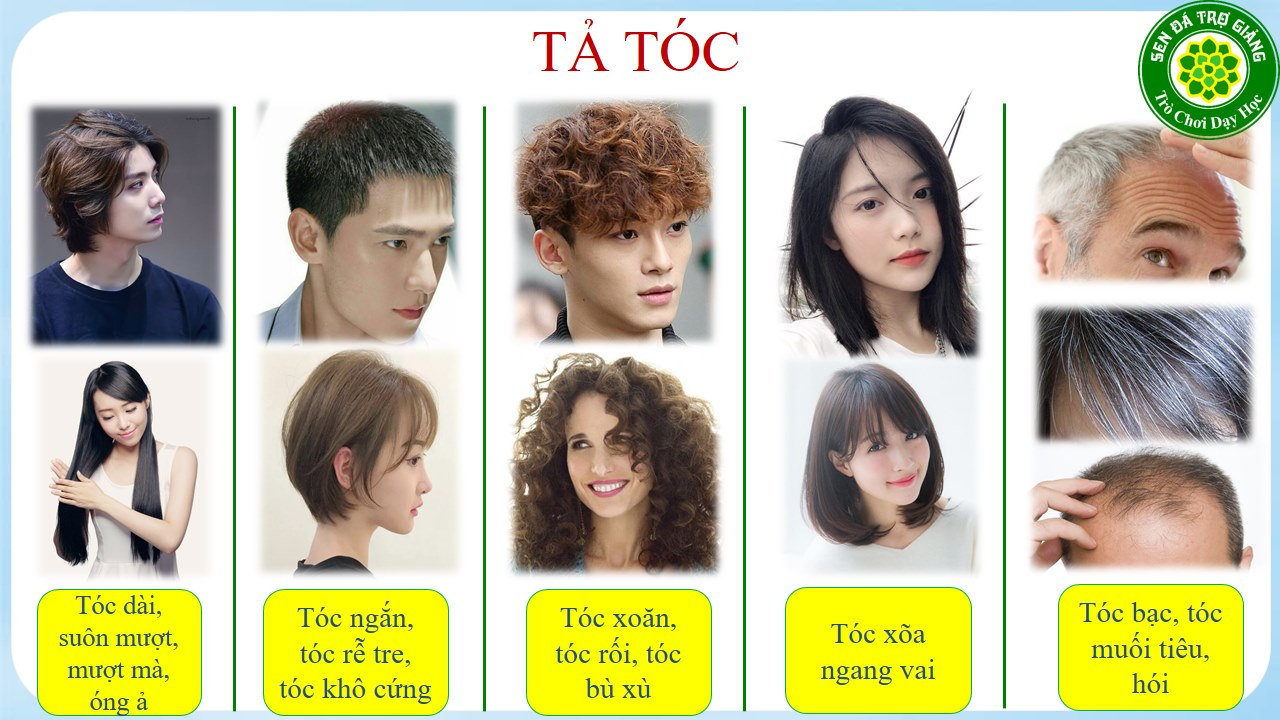 TẢ TÓC
SEN ĐÁ TRỢ GIẢNG
Trò Chơi Dạy Học
Tóc dài,
suôn mượt,
mượt mà,
óng ả
Tóc ngắn,
tóc rễ tre,
tóc khô cứng
Tóc xoăn,
tóc rối, tóc
bù xù
Tóc xõa
ngang vai
Tóc bạc, tóc
muối tiêu,
hói